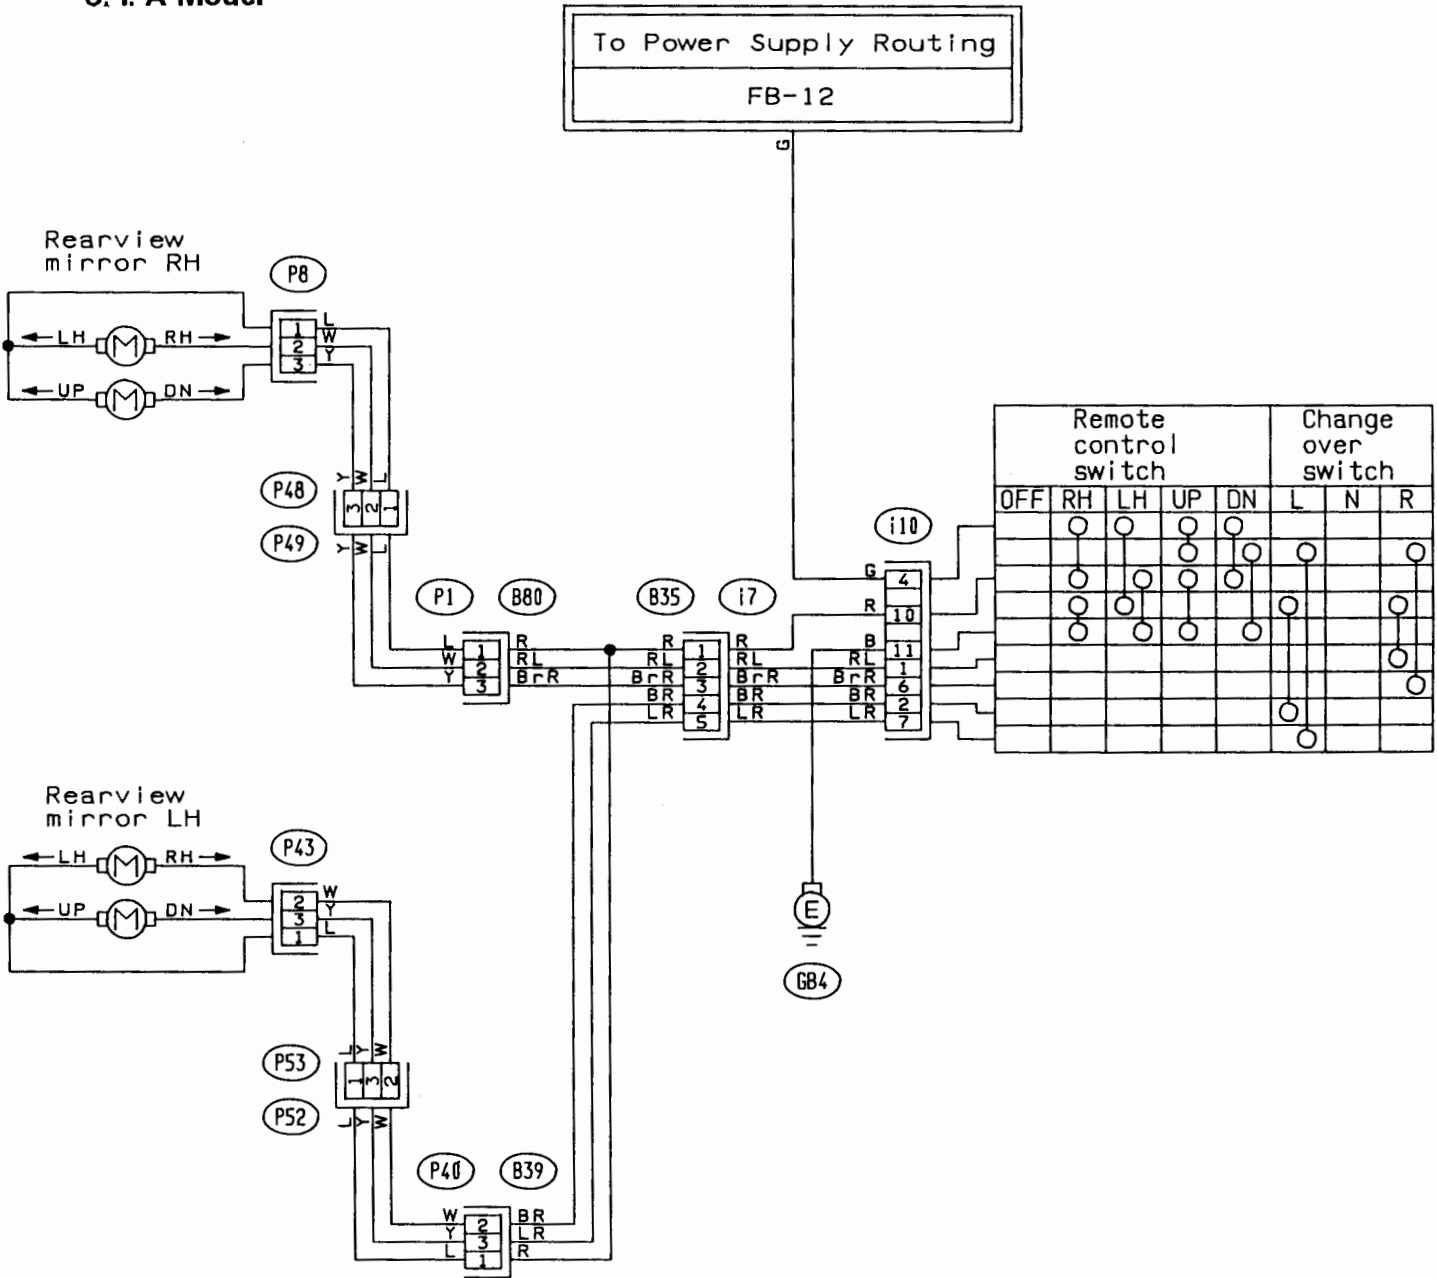 To Power Supply Routing
FB-12
G
Rearview
mirror RH
P8
LH M RH
UP M DN
1 L
2 W
3 Y
Y W L
P48
3 2 1
P49
Y W L
P1 B80 B35 i7 i10
G 4
R 10
B 11
RL 1
BrR 6
BR 2
LR 7
L 1 R
W 2 RL
Y 3 BrR
R 1 R
RL 2 RL
BrR 3 BrR
BR 4 BR
LR 5 LR
Remote
control
switch
Change
over
switch
OFF RH LH UP DN L N R
Rearview
mirror LH
P43
LH M RH
UP M DN
2 W
3 Y
1 L
E
GB4
L Y W
P53
1 3 2
P52
L Y W
P40 B39
W 2 BR
Y 3 LR
L 1 R